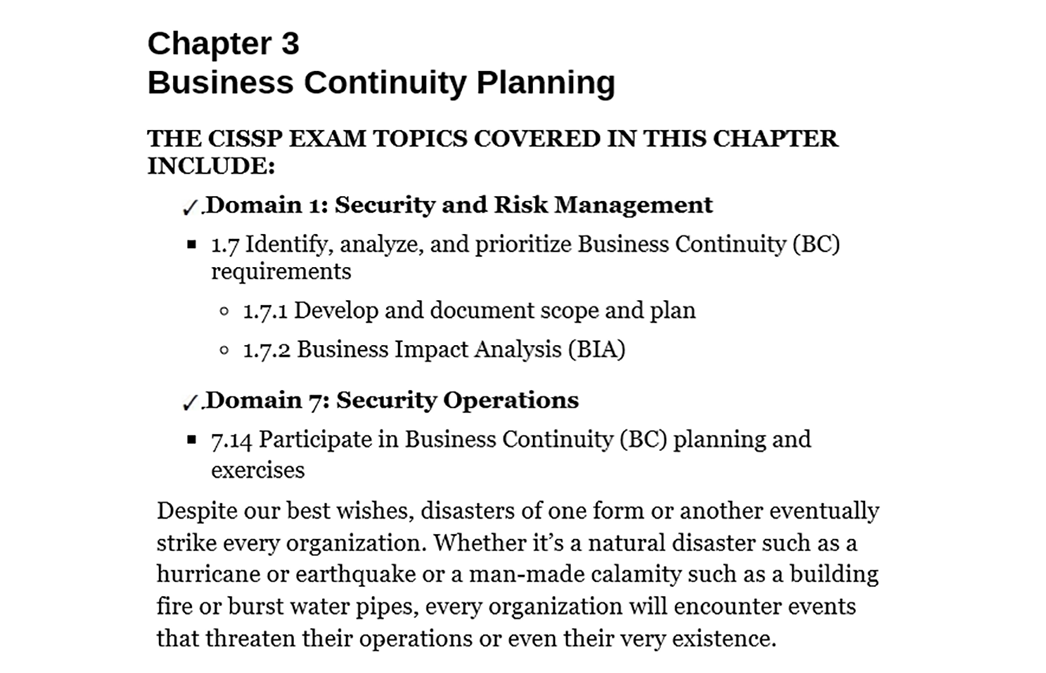 Chapter 3
Business Continuity Planning
THE CISSP EXAM TOPICS COVERED IN THIS CHAPTER
INCLUDE:
✓.Domain 1: Security and Risk Management
▪ 1.7 Identify, analyze, and prioritize Business Continuity (BC)
requirements
◦ 1.7.1 Develop and document scope and plan
◦ 1.7.2 Business Impact Analysis (BIA)
✓.Domain 7: Security Operations
▪ 7.14 Participate in Business Continuity (BC) planning and
exercises
Despite our best wishes, disasters of one form or another eventually
strike every organization. Whether it’s a natural disaster such as a
hurricane or earthquake or a man-made calamity such as a building
fire or burst water pipes, every organization will encounter events
that threaten their operations or even their very existence.